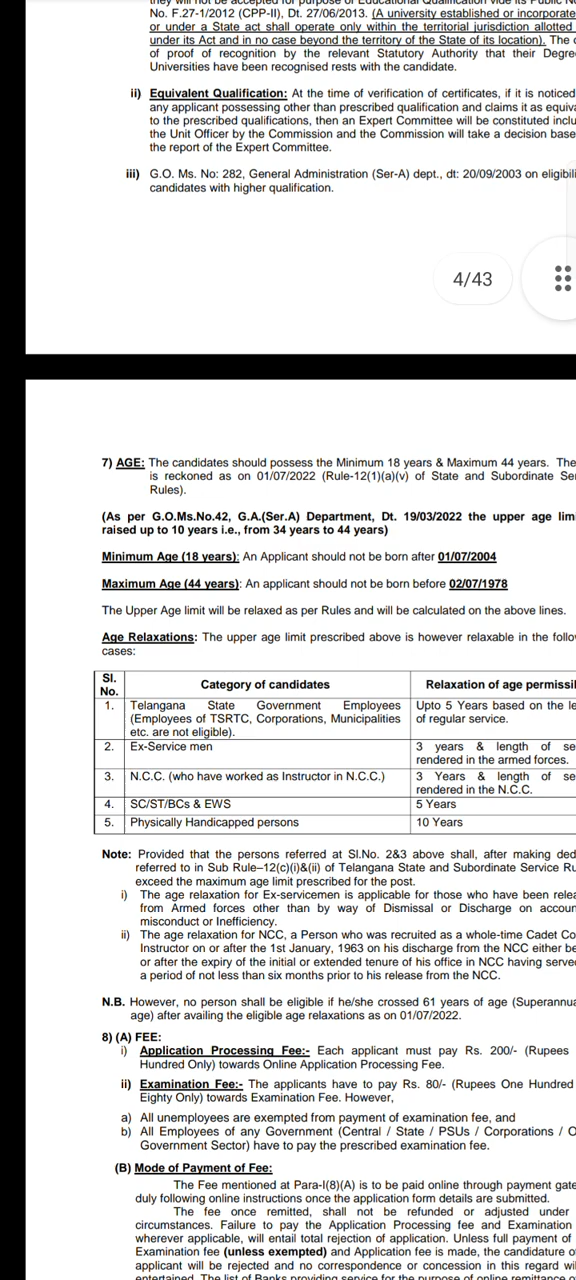 they will not be accepted for purpose of Educational Qualification vide its Public No
No. F.27-1/2012 (CPP-II), Dt. 27/06/2013. (A university established or incorporate
or under a State act shall operate only within the territorial jurisdiction allotted
under its Act and in no case beyond the territory of the State of its location). The
of proof of recognition by the relevant Statutory Authority that their Degre
Universities have been recognised rests with the candidate.
ii) Equivalent Qualification: At the time of verification of certificates, if it is noticed
any applicant possessing other than prescribed qualification and claims it as equiva
to the prescribed qualifications, then an Expert Committee will be constituted inclu
the Unit Officer by the Commission and the Commission will take a decision base
the report of the Expert Committee.
iii) G.O. Ms. No: 282, General Administration (Ser-A) dept., dt: 20/09/2003 on eligibili
candidates with higher qualification.
4/43
7) AGE: The candidates should possess the Minimum 18 years & Maximum 44 years. The
is reckoned as on 01/07/2022 (Rule-12(1)(a)(v) of State and Subordinate Se
Rules).
(As per G.O.Ms.No.42, G.A.(Ser.A) Department, Dt. 19/03/2022 the upper age lim
raised up to 10 years i.e., from 34 years to 44 years)
Minimum Age (18 years): An Applicant should not be born after 01/07/2004
Maximum Age (44 years): An applicant should not be born before 02/07/1978
The Upper Age limit will be relaxed as per Rules and will be calculated on the above lines.
Age Relaxations: The upper age limit prescribed above is however relaxable in the follo
cases:
Sl. No. Category of candidates Relaxation of age permissil
1. Telangana State Government Employees (Employees of TSRTC, Corporations, Municipalities etc. are not eligible). Upto 5 Years based on the le of regular service.
2. Ex-Service men 3 years & length of se rendered in the armed forces.
3. N.C.C. (who have worked as Instructor in N.C.C.) 3 Years & length of se rendered in the N.C.C.
4. SC/ST/BCs & EWS 5 Years
5. Physically Handicapped persons 10 Years
Note: Provided that the persons referred at Sl.No. 2&3 above shall, after making ded
referred to in Sub Rule–12(c)(i)&(ii) of Telangana State and Subordinate Service Ru
exceed the maximum age limit prescribed for the post.
i) The age relaxation for Ex-servicemen is applicable for those who have been relea
from Armed forces other than by way of Dismissal or Discharge on accoun
misconduct or Inefficiency.
ii) The age relaxation for NCC, a Person who was recruited as a whole-time Cadet Co
Instructor on or after the 1st January, 1963 on his discharge from the NCC either be
or after the expiry of the initial or extended tenure of his office in NCC having serve
a period of not less than six months prior to his release from the NCC.
N.B. However, no person shall be eligible if he/she crossed 61 years of age (Superannua
age) after availing the eligible age relaxations as on 01/07/2022.
8) (A) FEE:
i) Application Processing Fee:- Each applicant must pay Rs. 200/- (Rupees
Hundred Only) towards Online Application Processing Fee.
ii) Examination Fee:- The applicants have to pay Rs. 80/- (Rupees One Hundred
Eighty Only) towards Examination Fee. However,
a) All unemployees are exempted from payment of examination fee, and
b) All Employees of any Government (Central / State / PSUs / Corporations / O
Government Sector) have to pay the prescribed examination fee.
(B) Mode of Payment of Fee:
The Fee mentioned at Para-I(8)(A) is to be paid online through payment gate
duly following online instructions once the application form details are submitted.
The fee once remitted, shall not be refunded or adjusted under
circumstances. Failure to pay the Application Processing fee and Examination
wherever applicable, will entail total rejection of application. Unless full payment of
Examination fee (unless exempted) and Application fee is made, the candidature o
applicant will be rejected and no correspondence or concession in this regard wi
entertained. The list of Banks providing service for the purpose of online remittance